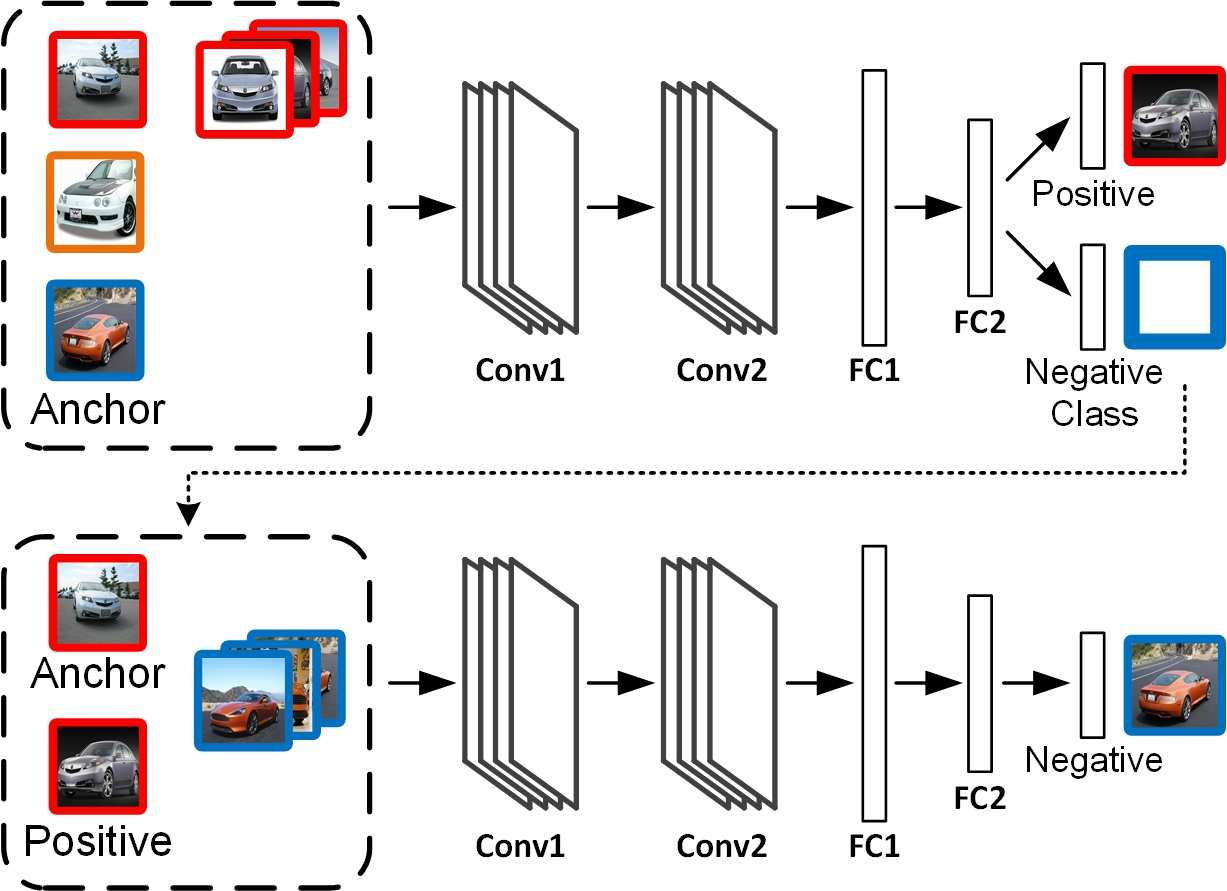 Anchor
Conv1
Conv2
FC1
FC2
Positive
Negative
Class
Anchor
Positive
Conv1
Conv2
FC1
FC2
Negative